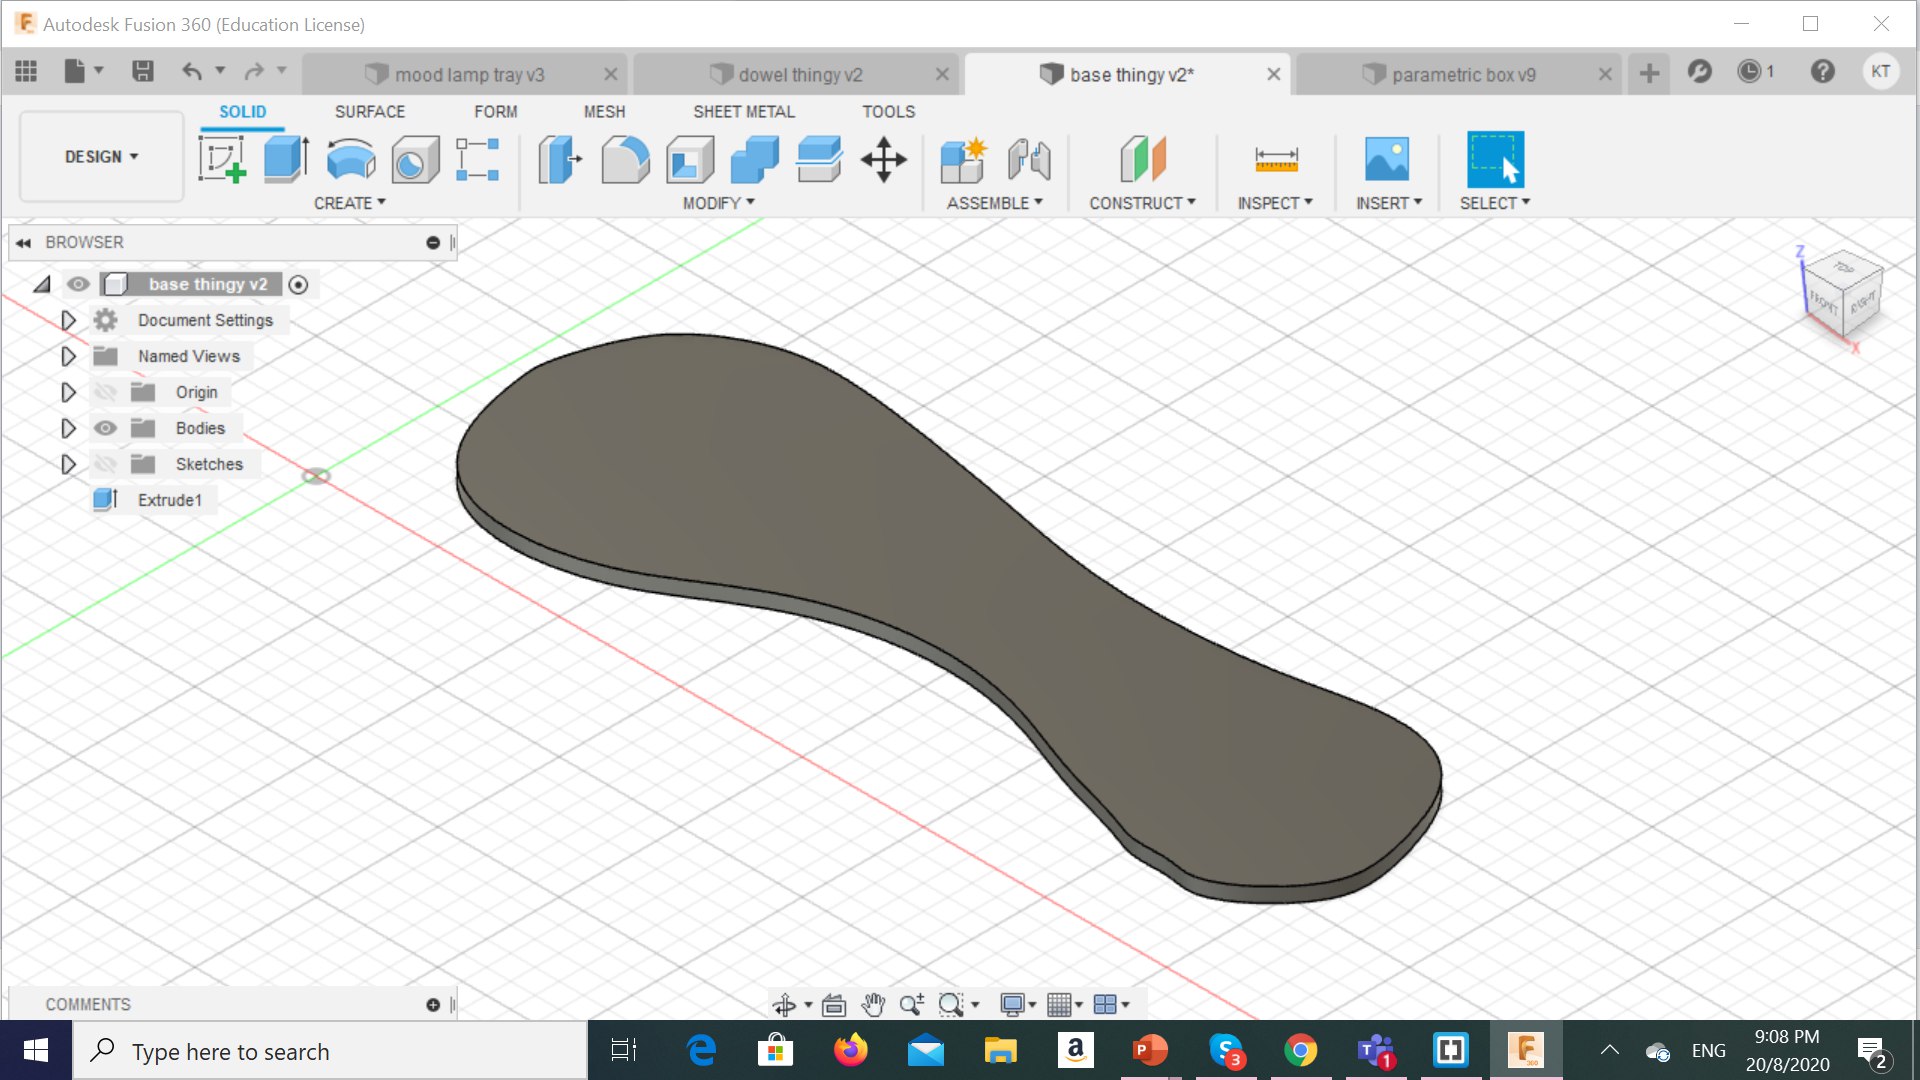 Autodesk Fusion 360 (Education License)
mood lamp tray v3
dowel thingy v2
base thingy v2*
parametric box v9
1
KT
DESIGN
SOLID
SURFACE
FORM
MESH
SHEET METAL
TOOLS
CREATE
MODIFY
ASSEMBLE
CONSTRUCT
INSPECT
INSERT
SELECT
BROWSER
base thingy v2
Document Settings
Named Views
Origin
Bodies
Sketches
Extrude1
Z
TOP
FRONT
RIGHT
X
COMMENTS
Type here to search
3
1
ENG
9:08 PM
20/8/2020
2